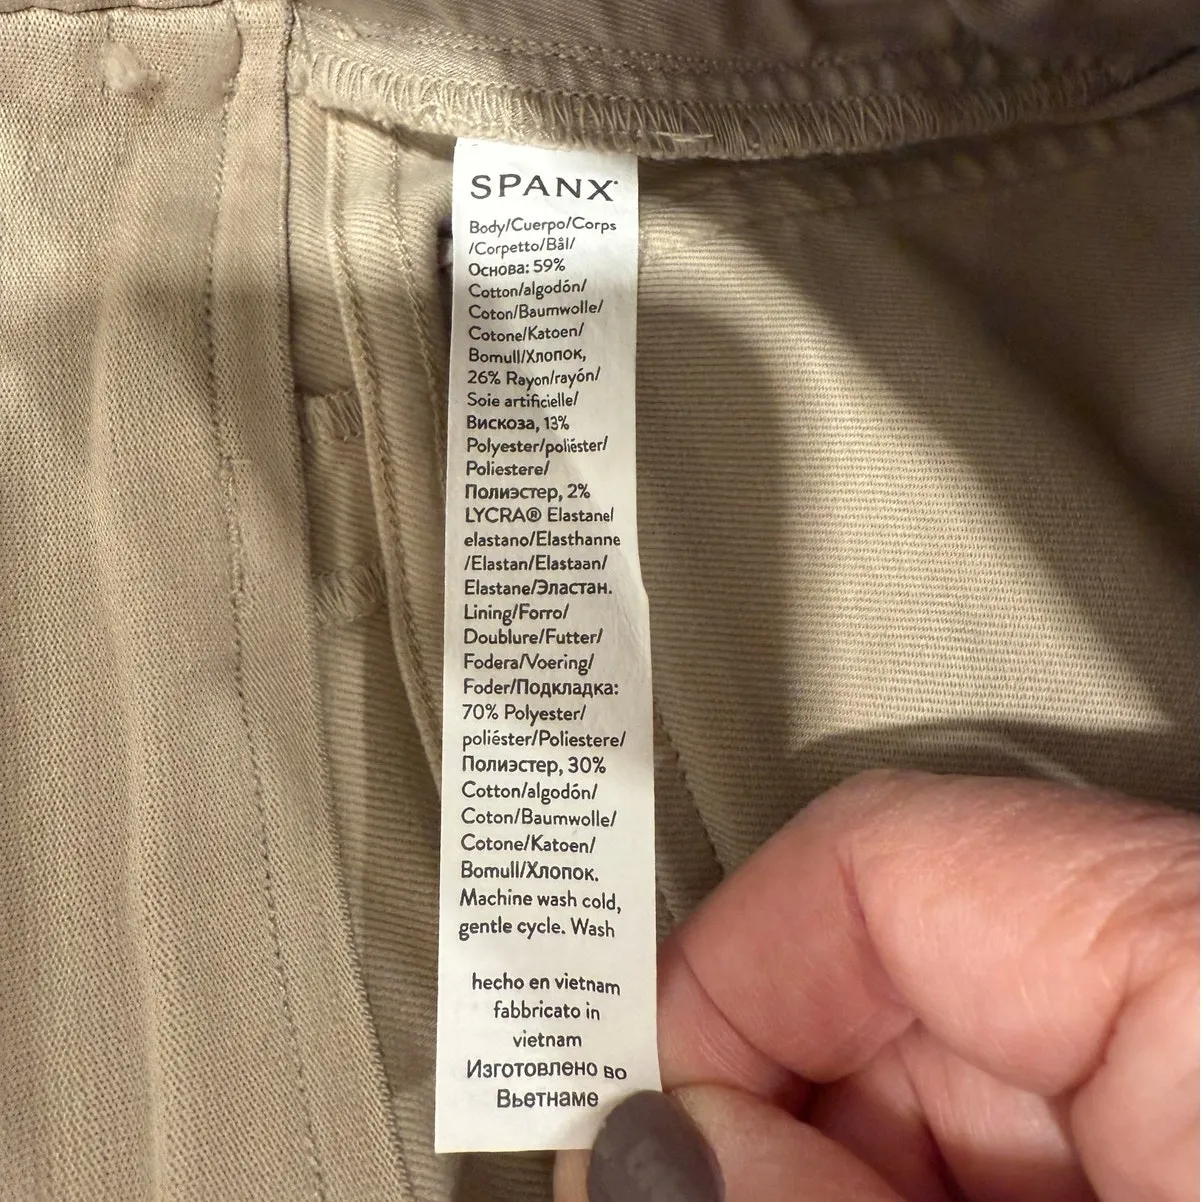 SPANX
Body/Cuerpo/Corps
/Corpetto/Bål/
Основа: 59%
Cotton/algodón/
Coton/Baumwolle/
Cotone/Katoen/
Bomull/Хлопок,
26% Rayon/rayón/
Soie artificielle/
Вискоза, 13%
Polyester/poliéster/
Poliestere/
Полиэстер, 2%
LYCRA® Elastane/
elastano/Elasthanne
/Elastan/Elastaan/
Elastane/Эластан.
Lining/Forro/
Doublure/Futter/
Fodera/Voering/
Foder/Подкладка:
70% Polyester/
poliéster/Poliestere/
Полиэстер, 30%
Cotton/algodón/
Coton/Baumwolle/
Cotone/Katoen/
Bomull/Хлопок.
Machine wash cold,
gentle cycle. Wash
hecho en vietnam
fabbricato in
vietnam
Изготовлено во
Вьетнаме